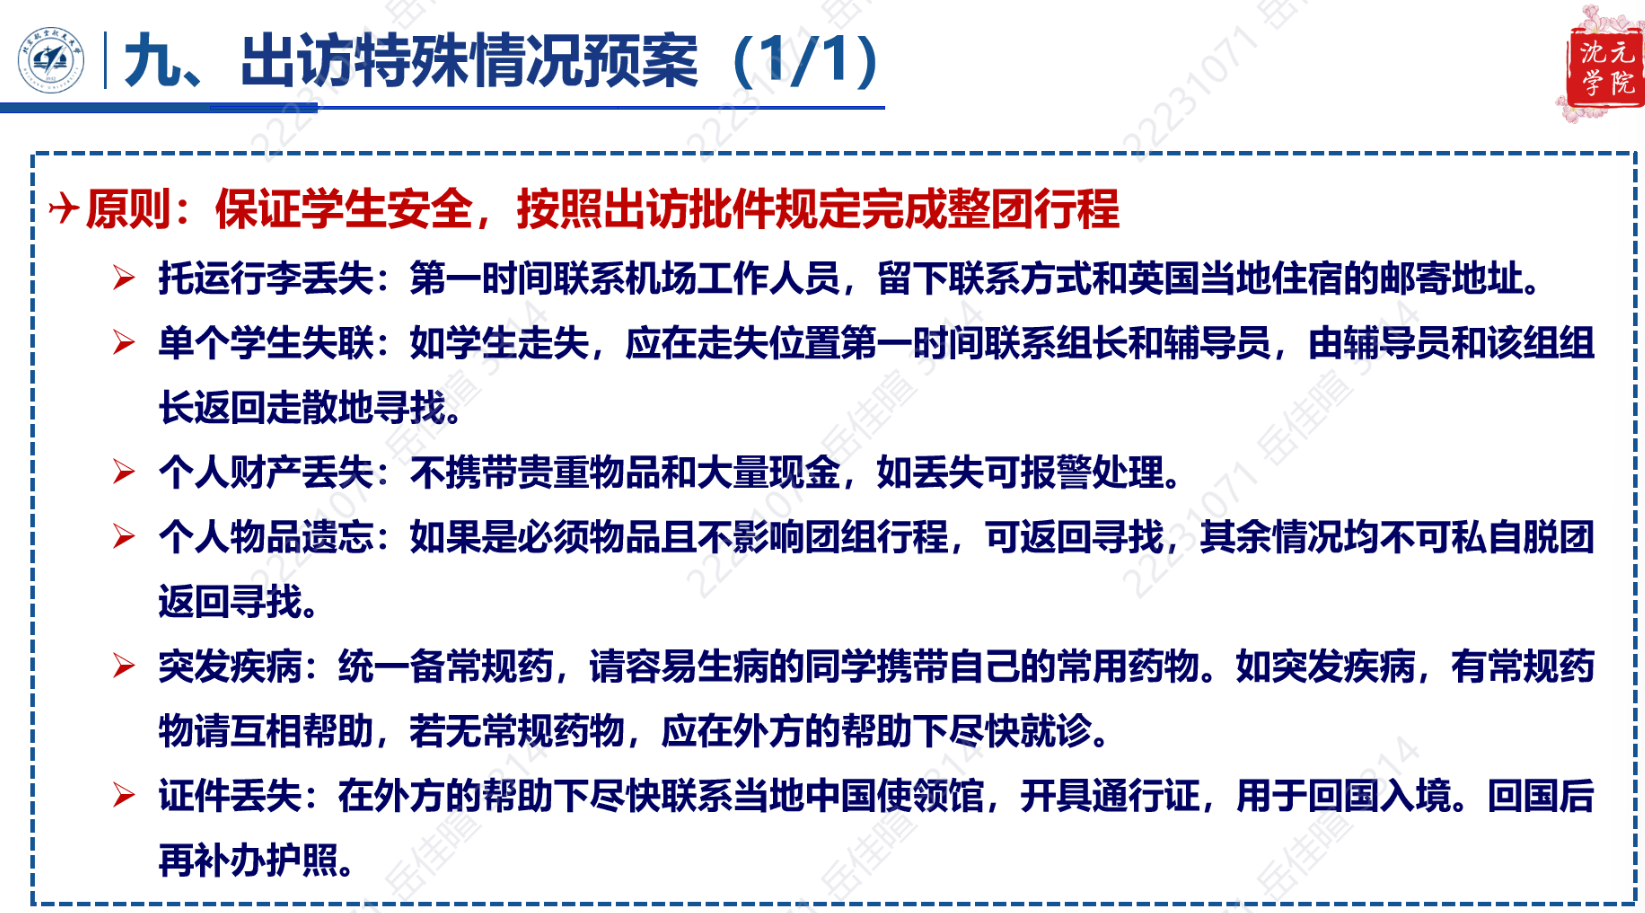 九、出访特殊情况预案（1/1）
沈元
学院
原则：保证学生安全，按照出访批件规定完成整团行程
托运行李丢失：第一时间联系机场工作人员，留下联系方式和英国当地住宿的邮寄地址。
单个学生失联：如学生走失，应在走失位置第一时间联系组长和辅导员，由辅导员和该组组
长返回走散地寻找。
个人财产丢失：不携带贵重物品和大量现金，如丢失可报警处理。
个人物品遗忘：如果是必须物品且不影响团组行程，可返回寻找，其余情况均不可私自脱团
返回寻找。
突发疾病：统一备常规药，请容易生病的同学携带自己的常用药物。如突发疾病，有常规药
物请互相帮助，若无常规药物，应在外方的帮助下尽快就诊。
证件丢失：在外方的帮助下尽快联系当地中国使领馆，开具通行证，用于回国入境。回国后
再补办护照。
22231071 岳佳暄 3814